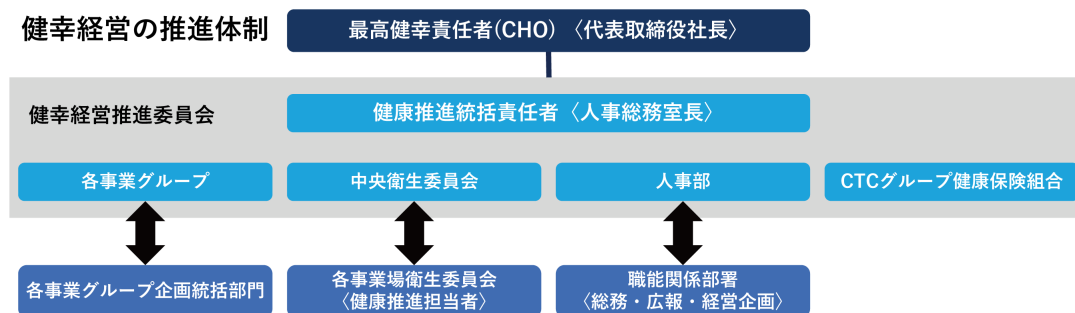 健幸経営の推進体制
最高健幸責任者(CHO) 〈代表取締役社長〉
健幸経営推進委員会
健康推進統括責任者〈人事総務室長〉
各事業グループ
中央衛生委員会
人事部
CTCグループ健康保険組合
各事業グループ企画統括部門
各事業場衛生委員会
〈健康推進担当者〉
職能関係部署
〈総務・広報・経営企画〉